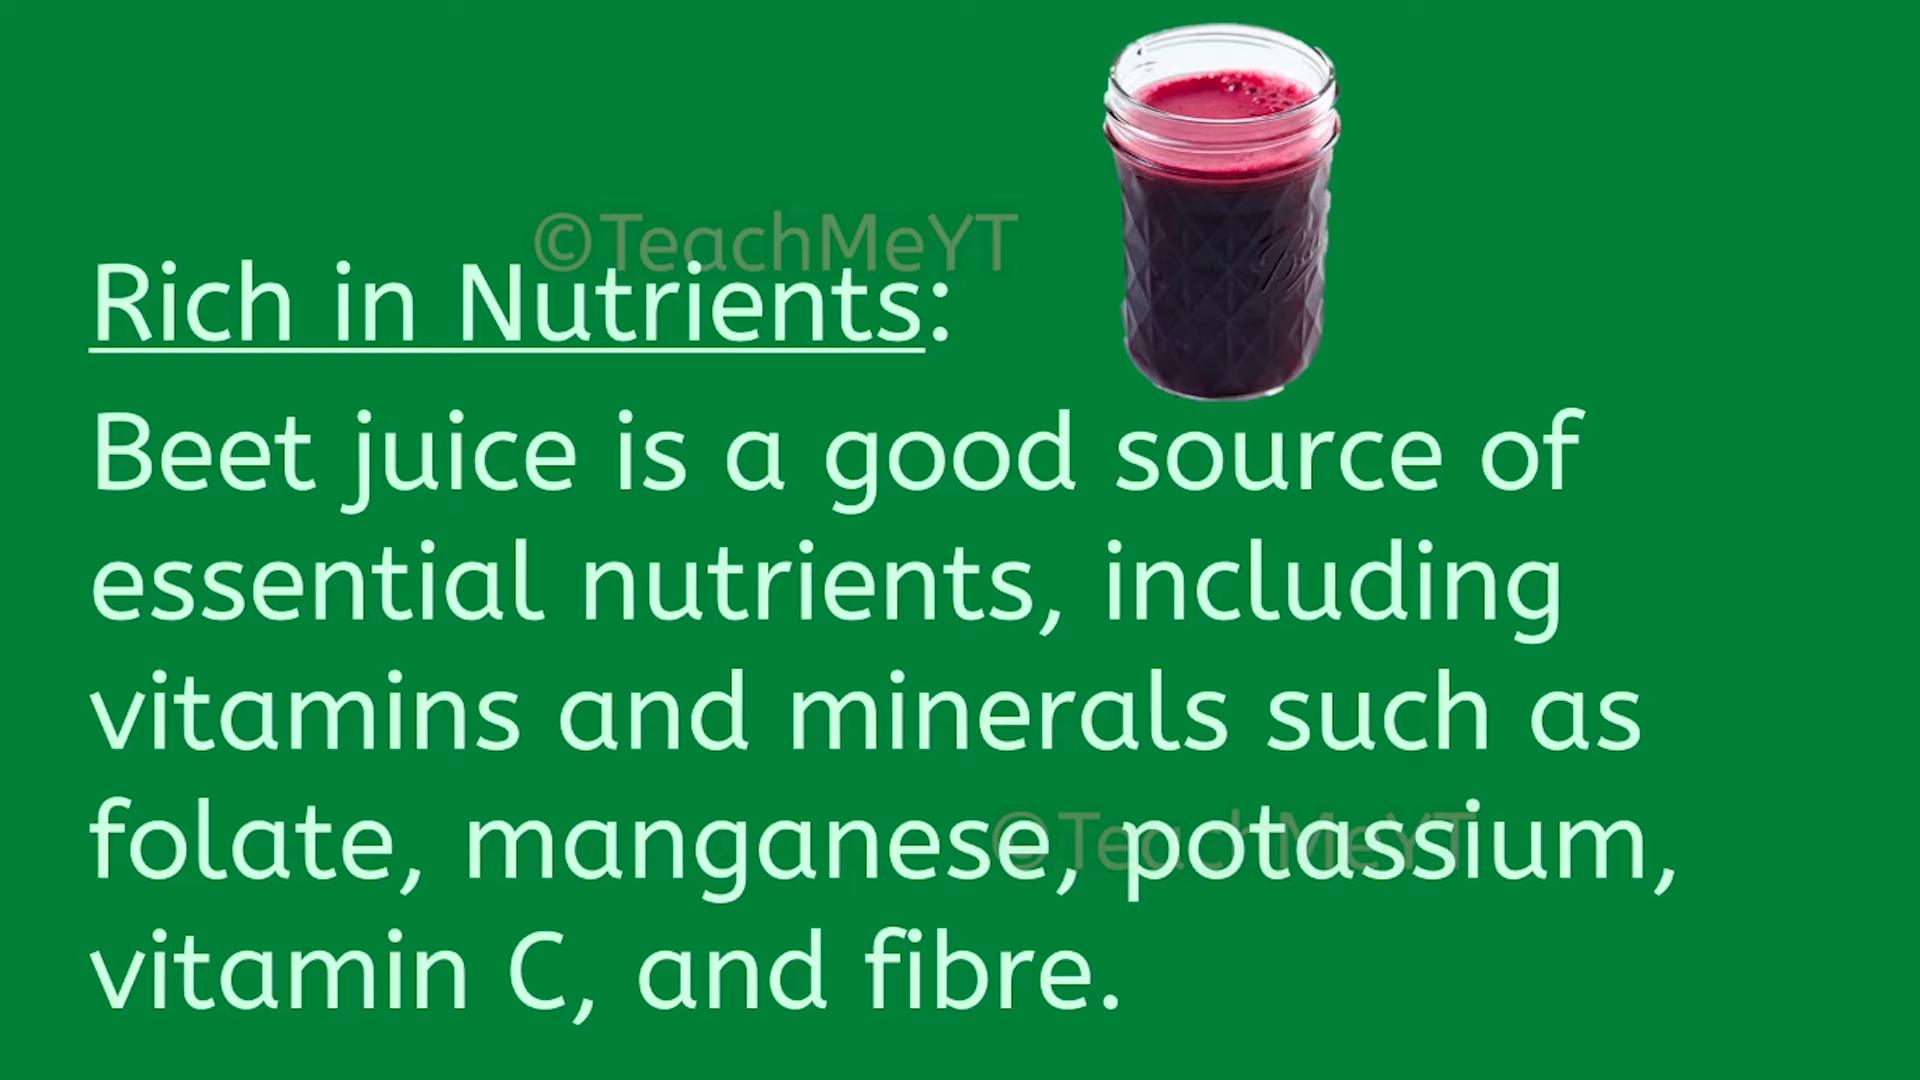 ©TeachMeYT
Rich in Nutrients:
Beet juice is a good source of
essential nutrients, including
vitamins and minerals such as
folate, manganese, potassium,
©TeachMeYT
vitamin C, and fibre.